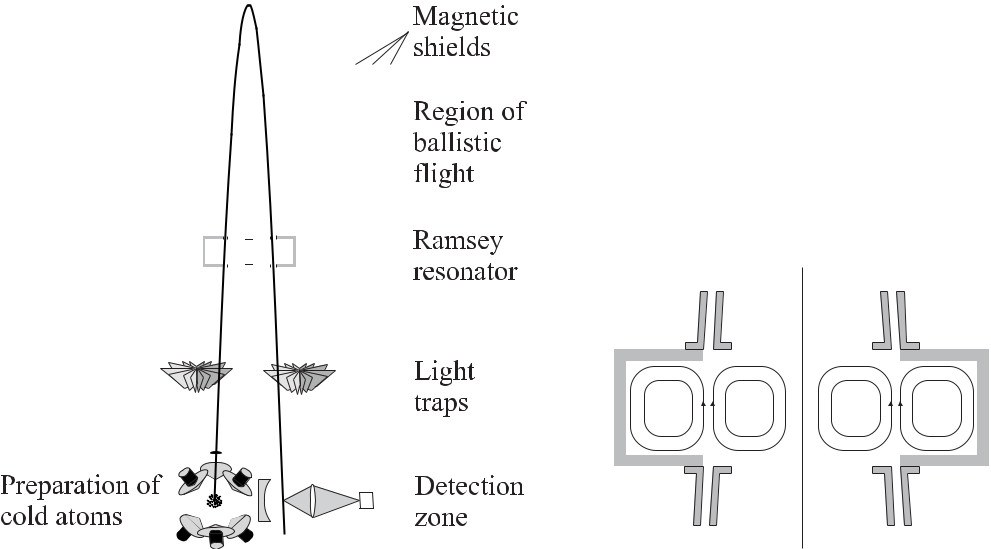 Magnetic
shields
Region of
ballistic
flight
Ramsey
resonator
Light
traps
Preparation of
cold atoms
Detection
zone